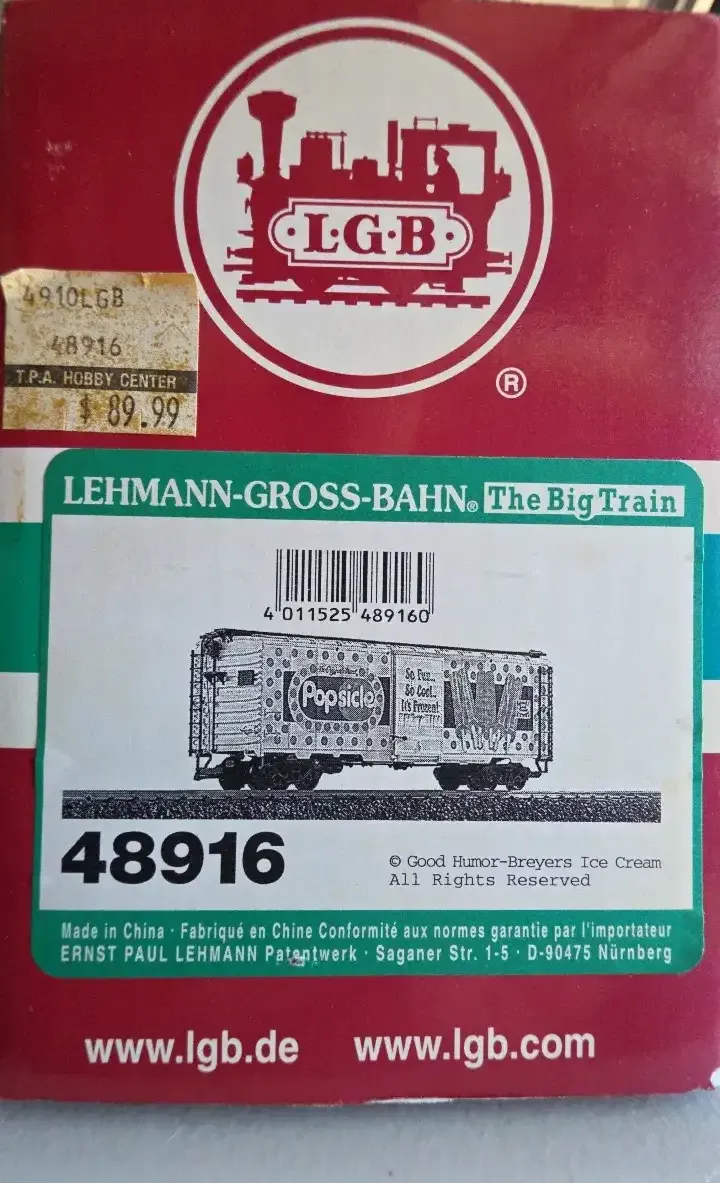 L·G·B
®
4910LGB
48916
T.P.A. HOBBY CENTER
$ 89.99
LEHMANN-GROSS-BAHN® The Big Train
4 011525 489160
Popsicle
So Fun...
So Cool...
It's Frozen!
48916
© Good Humor-Breyers Ice Cream
All Rights Reserved
Made in China · Fabriqué en Chine Conformité aux normes garantie par l'importateur
ERNST PAUL LEHMANN Patentwerk · Saganer Str. 1-5 · D-90475 Nürnberg
www.lgb.de www.lgb.com